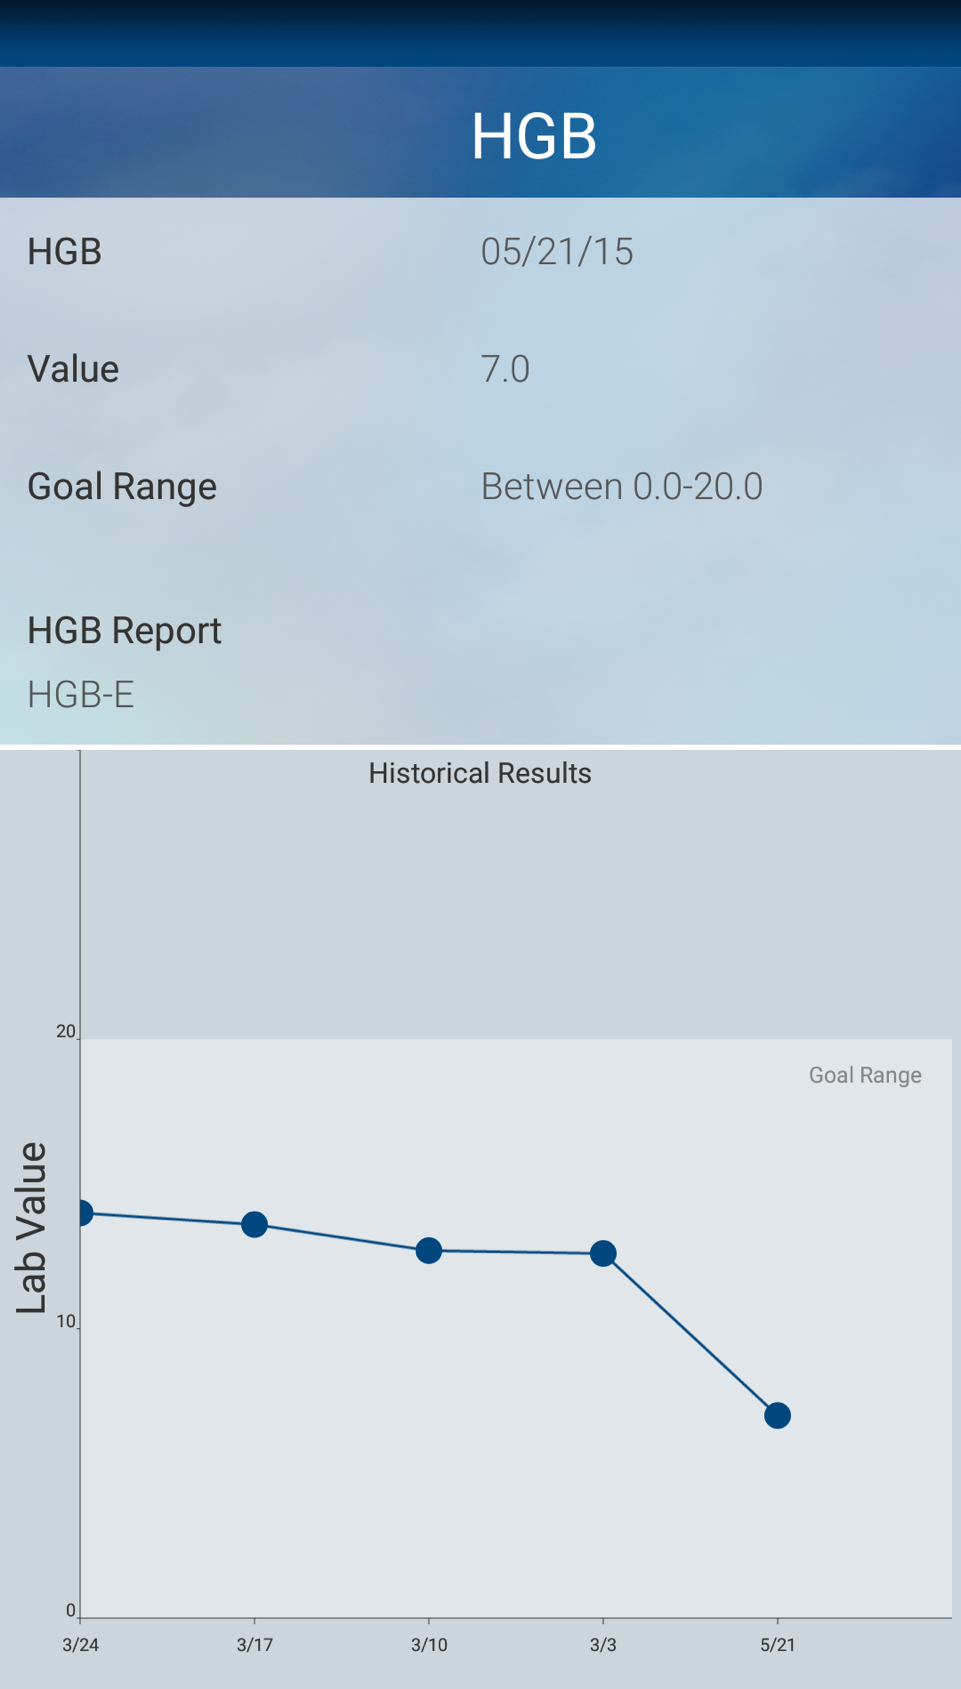 HGB
HGB 05/21/15
Value 7.0
Goal Range Between 0.0-20.0
HGB Report
HGB-E
Historical Results
20
Goal Range
Lab Value
10
0
3/24 3/17 3/10 3/3 5/21